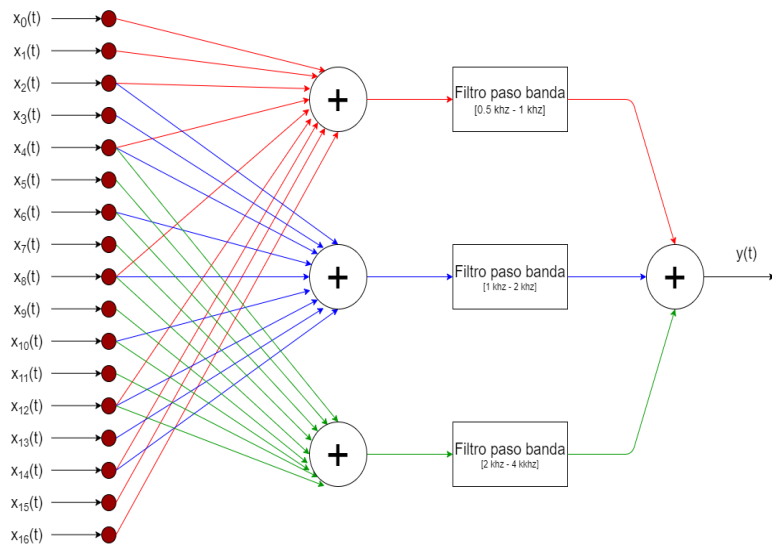 x₀(t)
x₁(t)
x₂(t)
x₃(t)
x₄(t)
x₅(t)
x₆(t)
x₇(t)
x₈(t)
x₉(t)
x₁₀(t)
x₁₁(t)
x₁₂(t)
x₁₃(t)
x₁₄(t)
x₁₅(t)
x₁₆(t)
+
Filtro paso banda
[0.5 khz - 1 khz]
+
Filtro paso banda
[1 khz - 2 khz]
+
Filtro paso banda
[2 khz - 4 kkhz]
+
y(t)